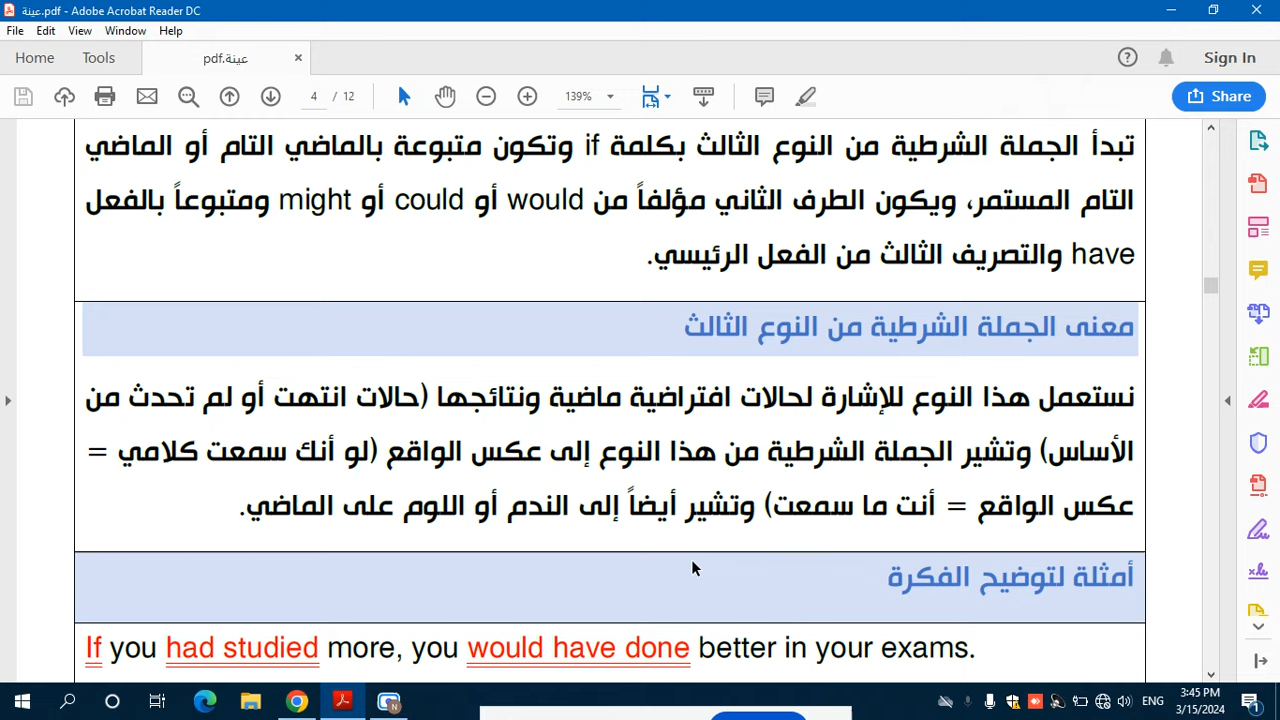 عينة.pdf - Adobe Acrobat Reader DC
File Edit View Window Help
Home Tools عينة.pdf Sign In
4 / 12 139% Share
تبدأ الجملة الشرطية من النوع الثالث بكلمة if وتكون متبوعة بالماضي التام أو الماضي
التام المستمر، ويكون الطرف الثاني مؤلفاً من would أو could أو might ومتبوعاً بالفعل
have والتصريف الثالث من الفعل الرئيسي.
معنى الجملة الشرطية من النوع الثالث
نستعمل هذا النوع للإشارة لحالات افتراضية ماضية ونتائجها (حالات انتهت أو لم تحدث من
الأساس) وتشير الجملة الشرطية من هذا النوع إلى عكس الواقع (لو أنك سمعت كلامي =
عكس الواقع = أنت ما سمعت) وتشير أيضاً إلى الندم أو اللوم على الماضي.
أمثلة لتوضيح الفكرة
If you had studied more, you would have done better in your exams.
ENG
3:45 PM
3/15/2024